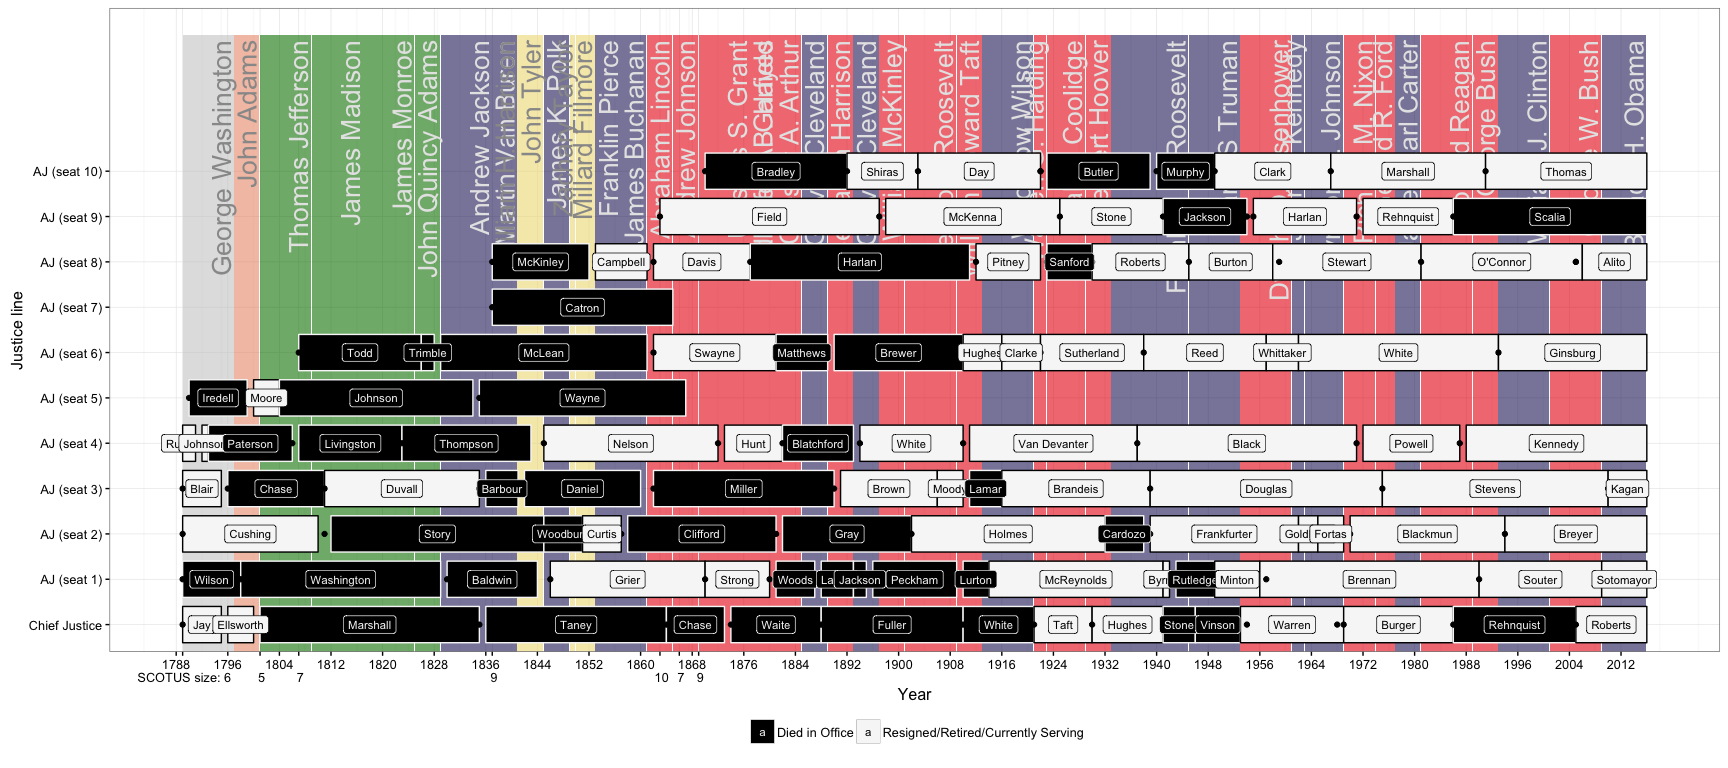 George Washington
John Adams
Thomas Jefferson
James Madison
James Monroe
John Quincy Adams
Andrew Jackson
Martin Van Buren
John Tyler
James K. Polk
Millard Fillmore
Franklin Pierce
James Buchanan
Abraham Lincoln
drew Johnson
S. Grant
A. Arthur
Cleveland
Harrison
Cleveland
McKinley
Roosevelt
ward Taft
Wilson
Harding
Coolidge
Hoover
Roosevelt
S Truman
Kennedy
Johnson
M. Nixon
R. Ford
Carter
Reagan
Bush
J. Clinton
W. Bush
H. Obama
Justice line
AJ (seat 10) Bradley Shiras Day Butler Murphy Clark Marshall Thomas
AJ (seat 9) Field McKenna Stone Jackson Harlan Rehnquist Scalia
AJ (seat 8) McKinley Campbell Davis Harlan Pitney Sanford Roberts Burton Stewart O'Connor Alito
AJ (seat 7) Catron
AJ (seat 6) Todd Trimble McLean Swayne Matthews Brewer Hughes Clarke Sutherland Reed Whittaker White Ginsburg
AJ (seat 5) Iredell Moore Johnson Wayne
AJ (seat 4) Ru Johnson Paterson Livingston Thompson Nelson Hunt Blatchford White Van Devanter Black Powell Kennedy
AJ (seat 3) Blair Chase Duvall Barbour Daniel Miller Brown Moody Lamar Brandeis Douglas Stevens Kagan
AJ (seat 2) Cushing Story Woodbur Curtis Clifford Gray Holmes Cardozo Frankfurter Gold Fortas Blackmun Breyer
AJ (seat 1) Wilson Washington Baldwin Grier Strong Woods La Jackson Peckham Lurton McReynolds Byr Rutledge Minton Brennan Souter Sotomayor
Chief Justice Jay Ellsworth Marshall Taney Chase Waite Fuller White Taft Hughes Stone Vinson Warren Burger Rehnquist Roberts
1788 1796 1804 1812 1820 1828 1836 1844 1852 1860 1868 1876 1884 1892 1900 1908 1916 1924 1932 1940 1948 1956 1964 1972 1980 1988 1996 2004 2012
SCOTUS size: 6 5 7 9 10 7 9
Year
a Died in Office a Resigned/Retired/Currently Serving